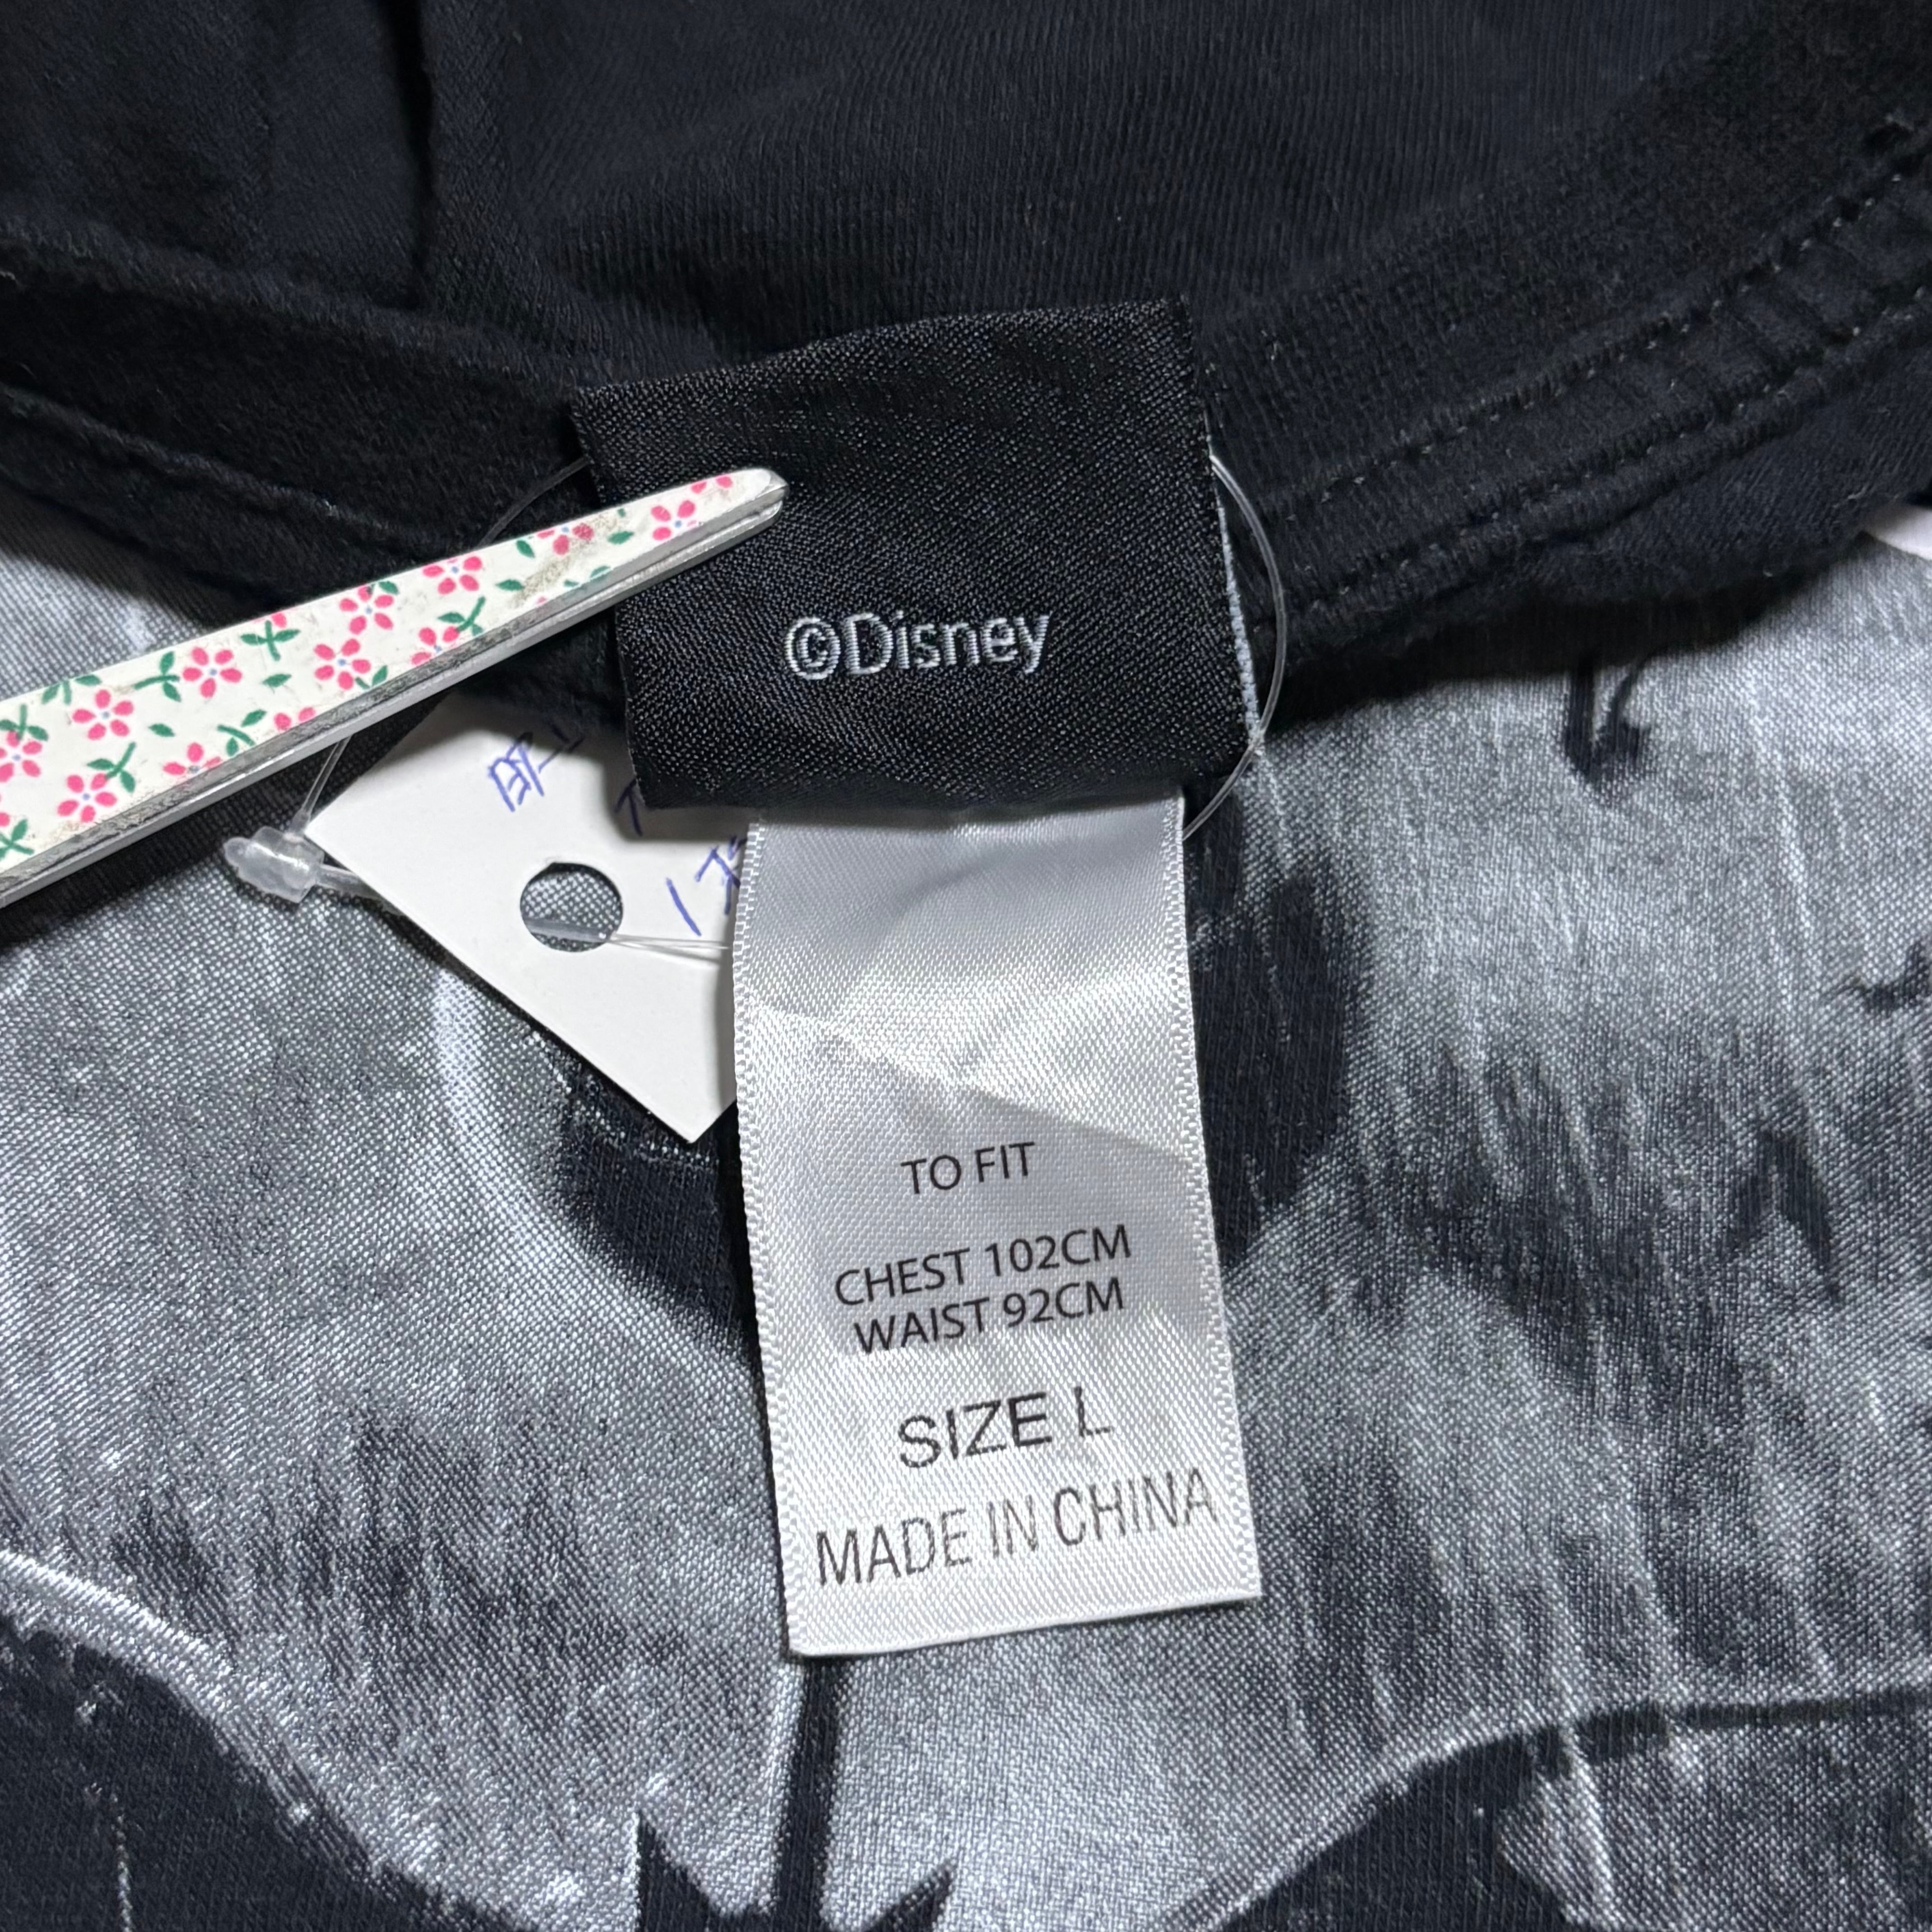 ©Disney
TO FIT
CHEST 102CM
WAIST 92CM
SIZE L
MADE IN CHINA